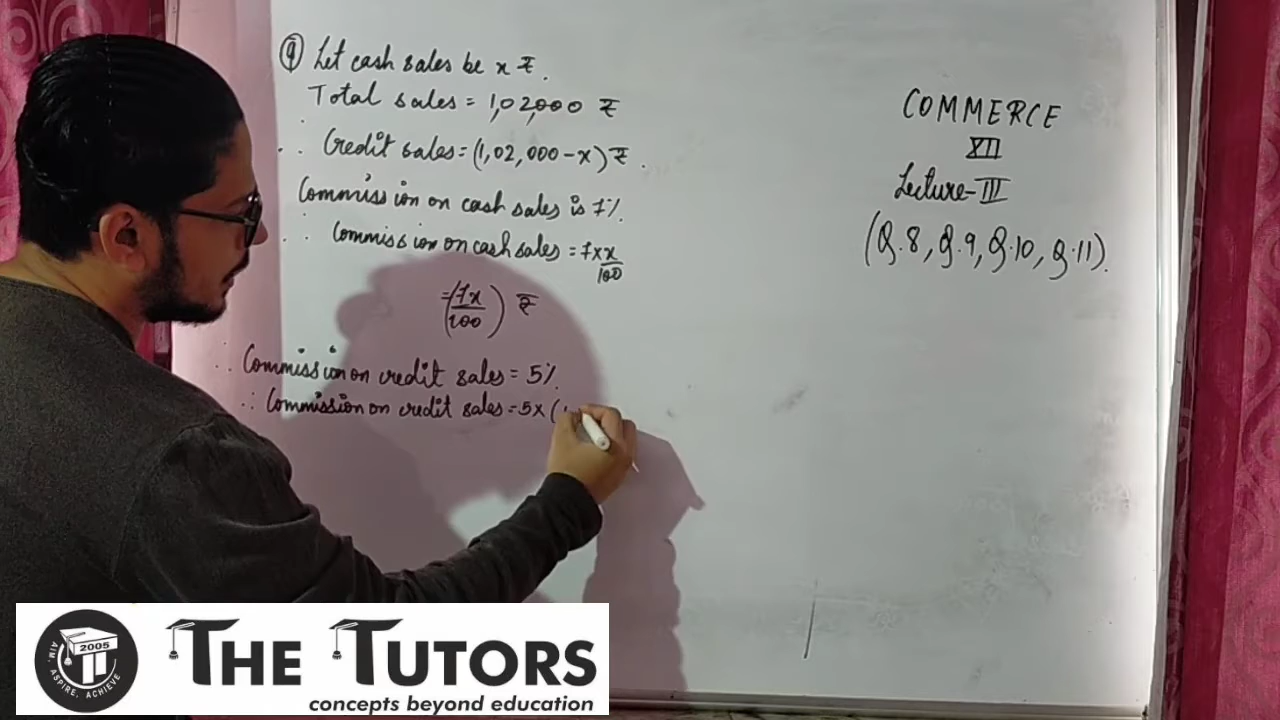 9 Let cash sales be x ₹.
Total sales = 1,02,000 ₹
∴ Credit sales = (1,02,000 - x) ₹.
Commission on cash sales is 7%.
∴ Commission on cash sales = 7 × x/100
= (7x/100) ₹
∴ Commission on credit sales = 5%.
∴ Commission on credit sales = 5 × (1
COMMERCE
XII
Lecture-III
(Q.8, Q.9, Q.10, Q.11).
2005
AIM, ASPIRE, ACHIEVE
THE TUTORS
concepts beyond education